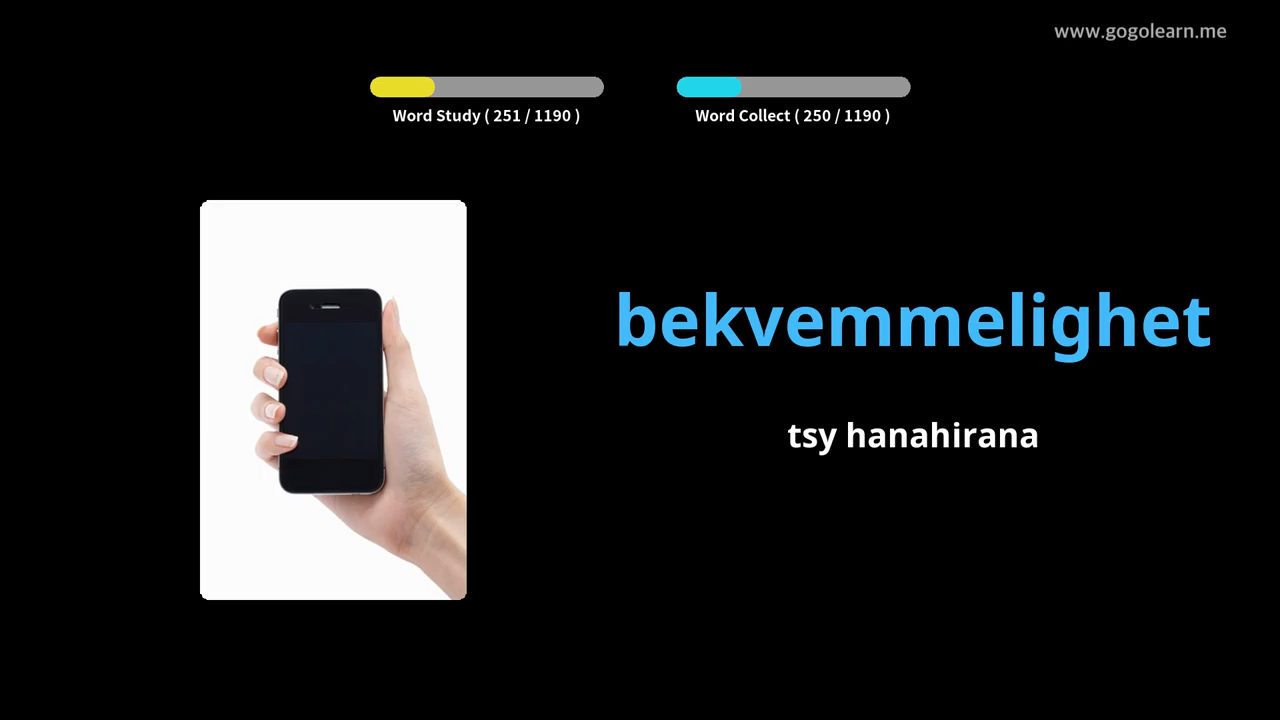 www.gogolearn.me
Word Study ( 251 / 1190 )
Word Collect ( 250 / 1190 )
bekvemmelighet
tsy hanahirana